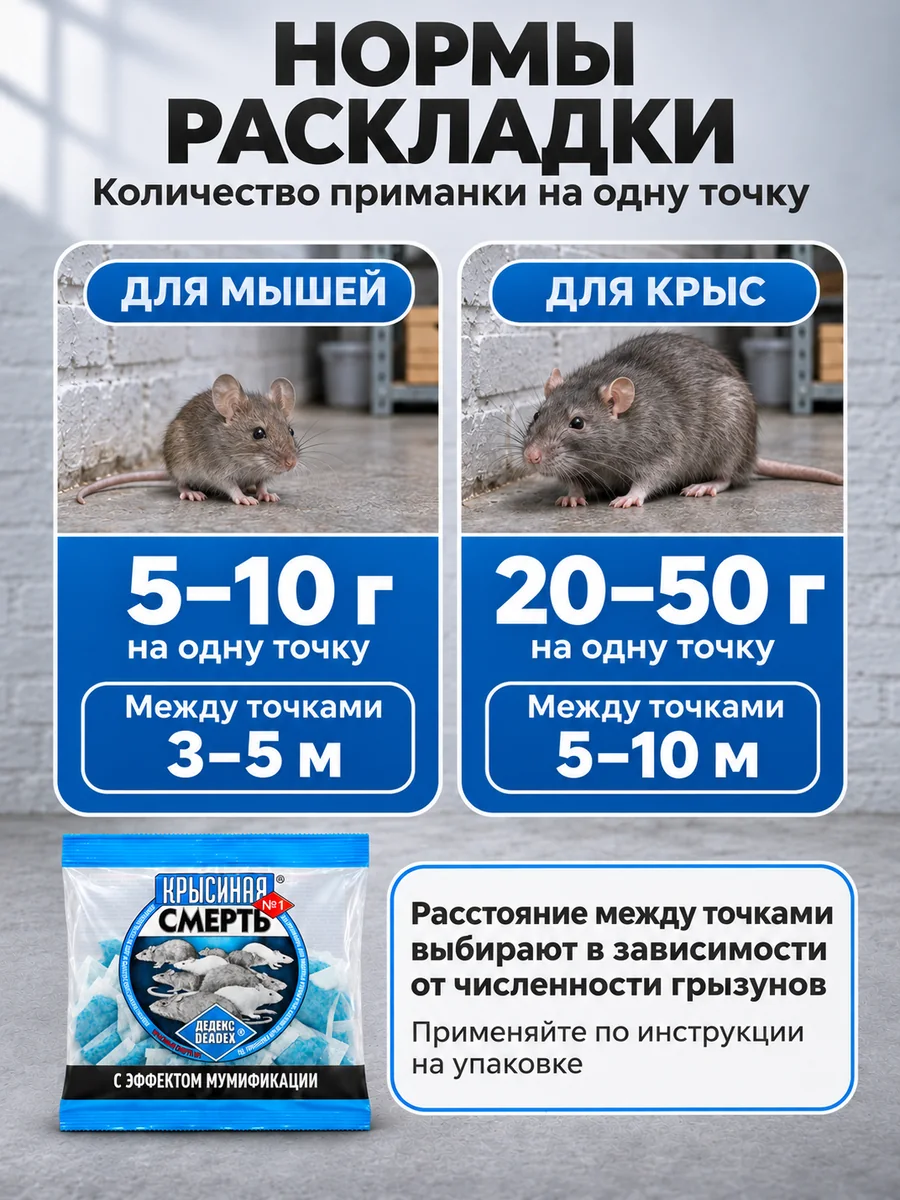 НОРМЫ
РАСКЛАДКИ
Количество приманки на одну точку
ДЛЯ МЫШЕЙ
5–10 г
на одну точку
Между точками
3–5 м
ДЛЯ КРЫС
20–50 г
на одну точку
Между точками
5–10 м
КРЫСИНАЯ®
№1
СМЕРТЬ
ДЕДЕКС
DEADEX®
С ЭФФЕКТОМ МУМИФИКАЦИИ
Расстояние между точками
выбирают в зависимости
от численности грызунов
Применяйте по инструкции
на упаковке